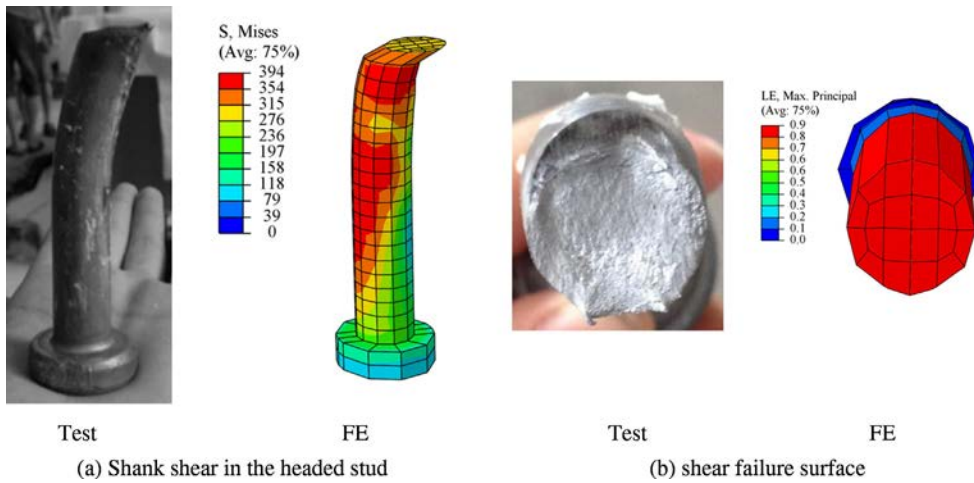 S, Mises
(Avg: 75%)
394
354
315
276
236
197
158
118
79
39
0
LE, Max. Principal
(Avg: 75%)
0.9
0.8
0.7
0.6
0.6
0.5
0.4
0.3
0.2
0.2
0.1
0.0
Test
FE
Test
FE
(a) Shank shear in the headed stud
(b) shear failure surface